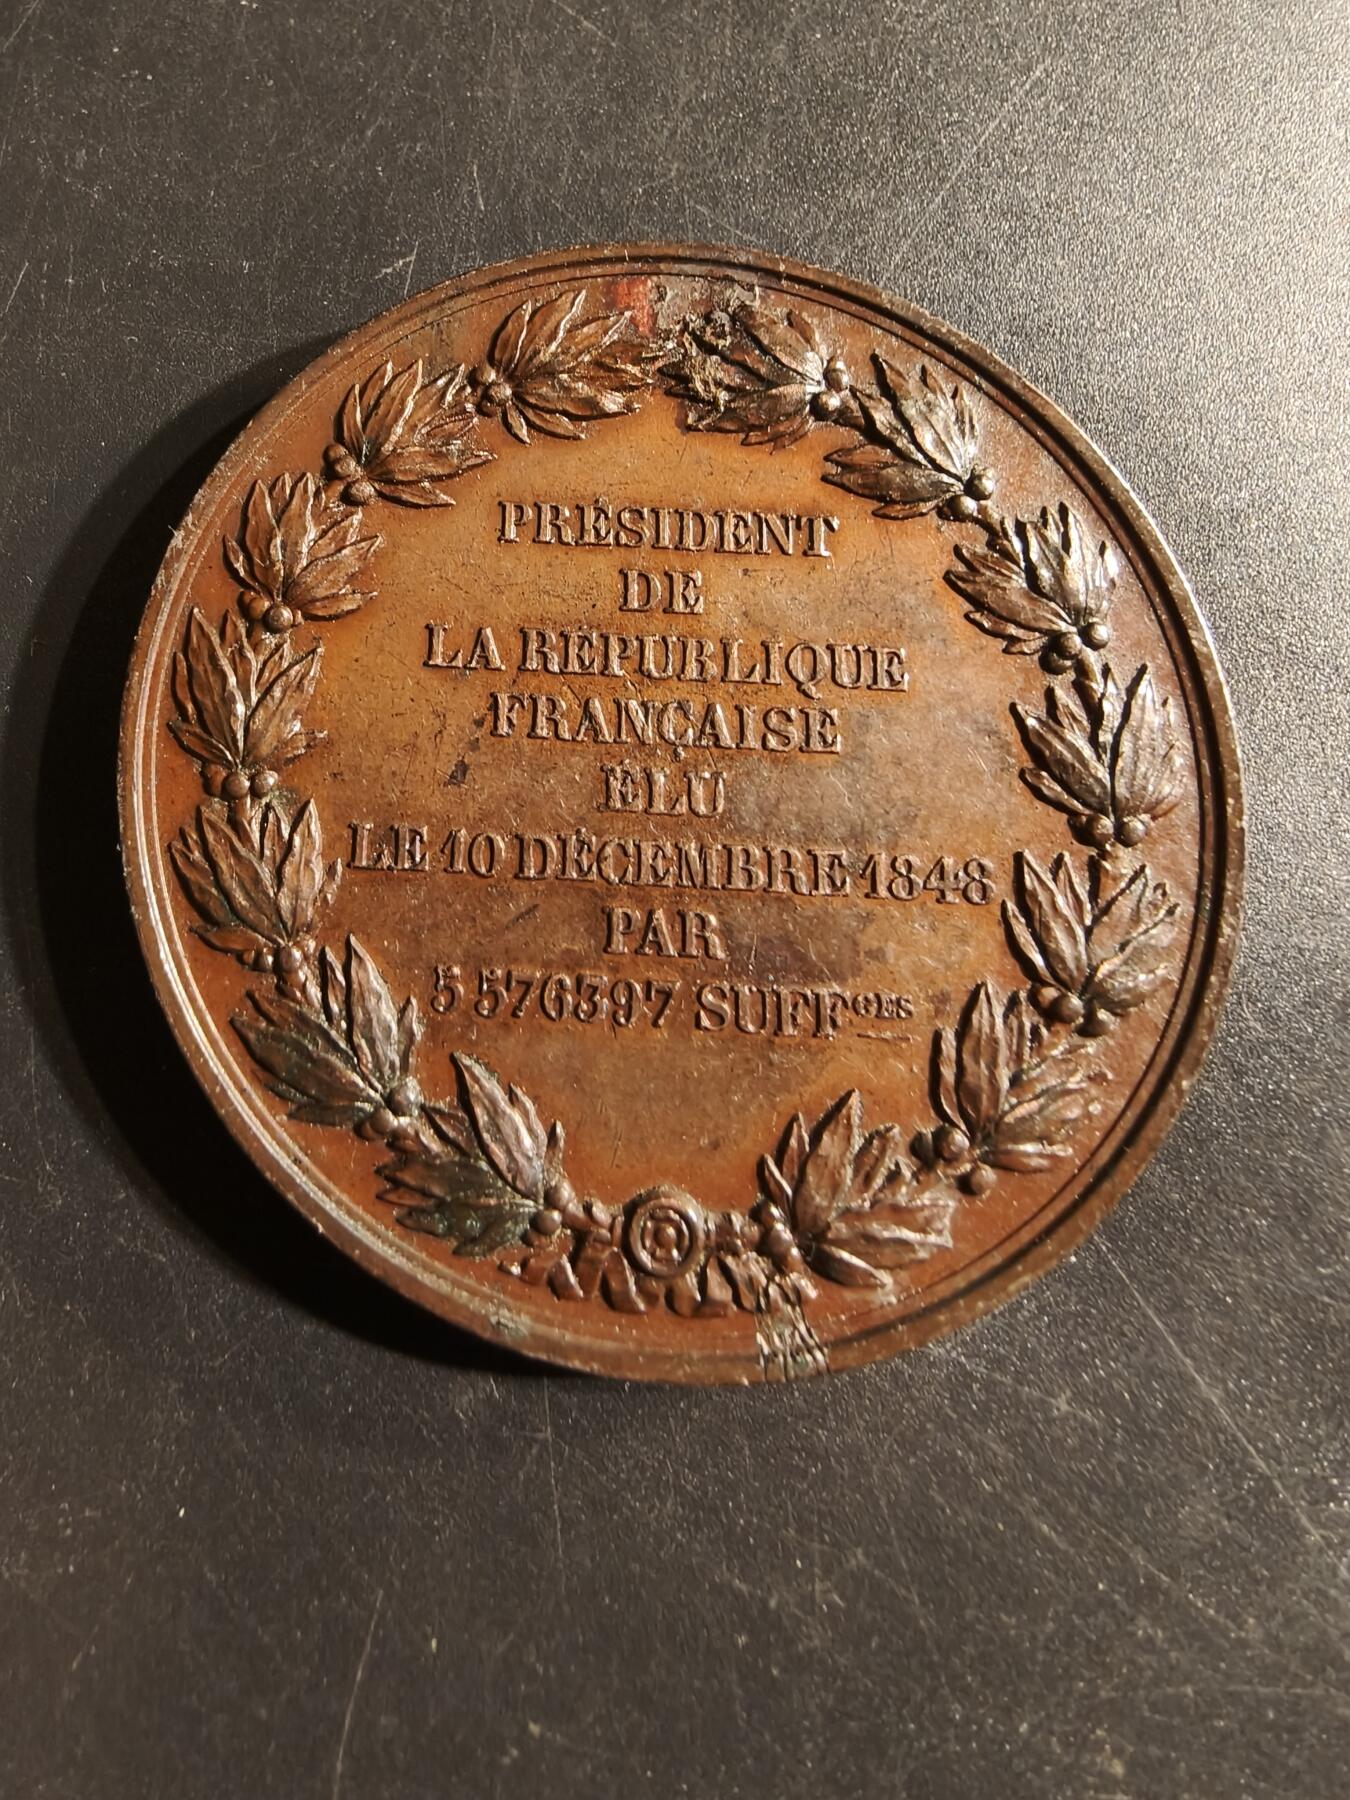 PRÉSIDENT
DE
LA RÉPUBLIQUE
FRANÇAISE
ÉLU
LE 10 DÉCEMBRE 1848
PAR
5 576397 SUFFGES